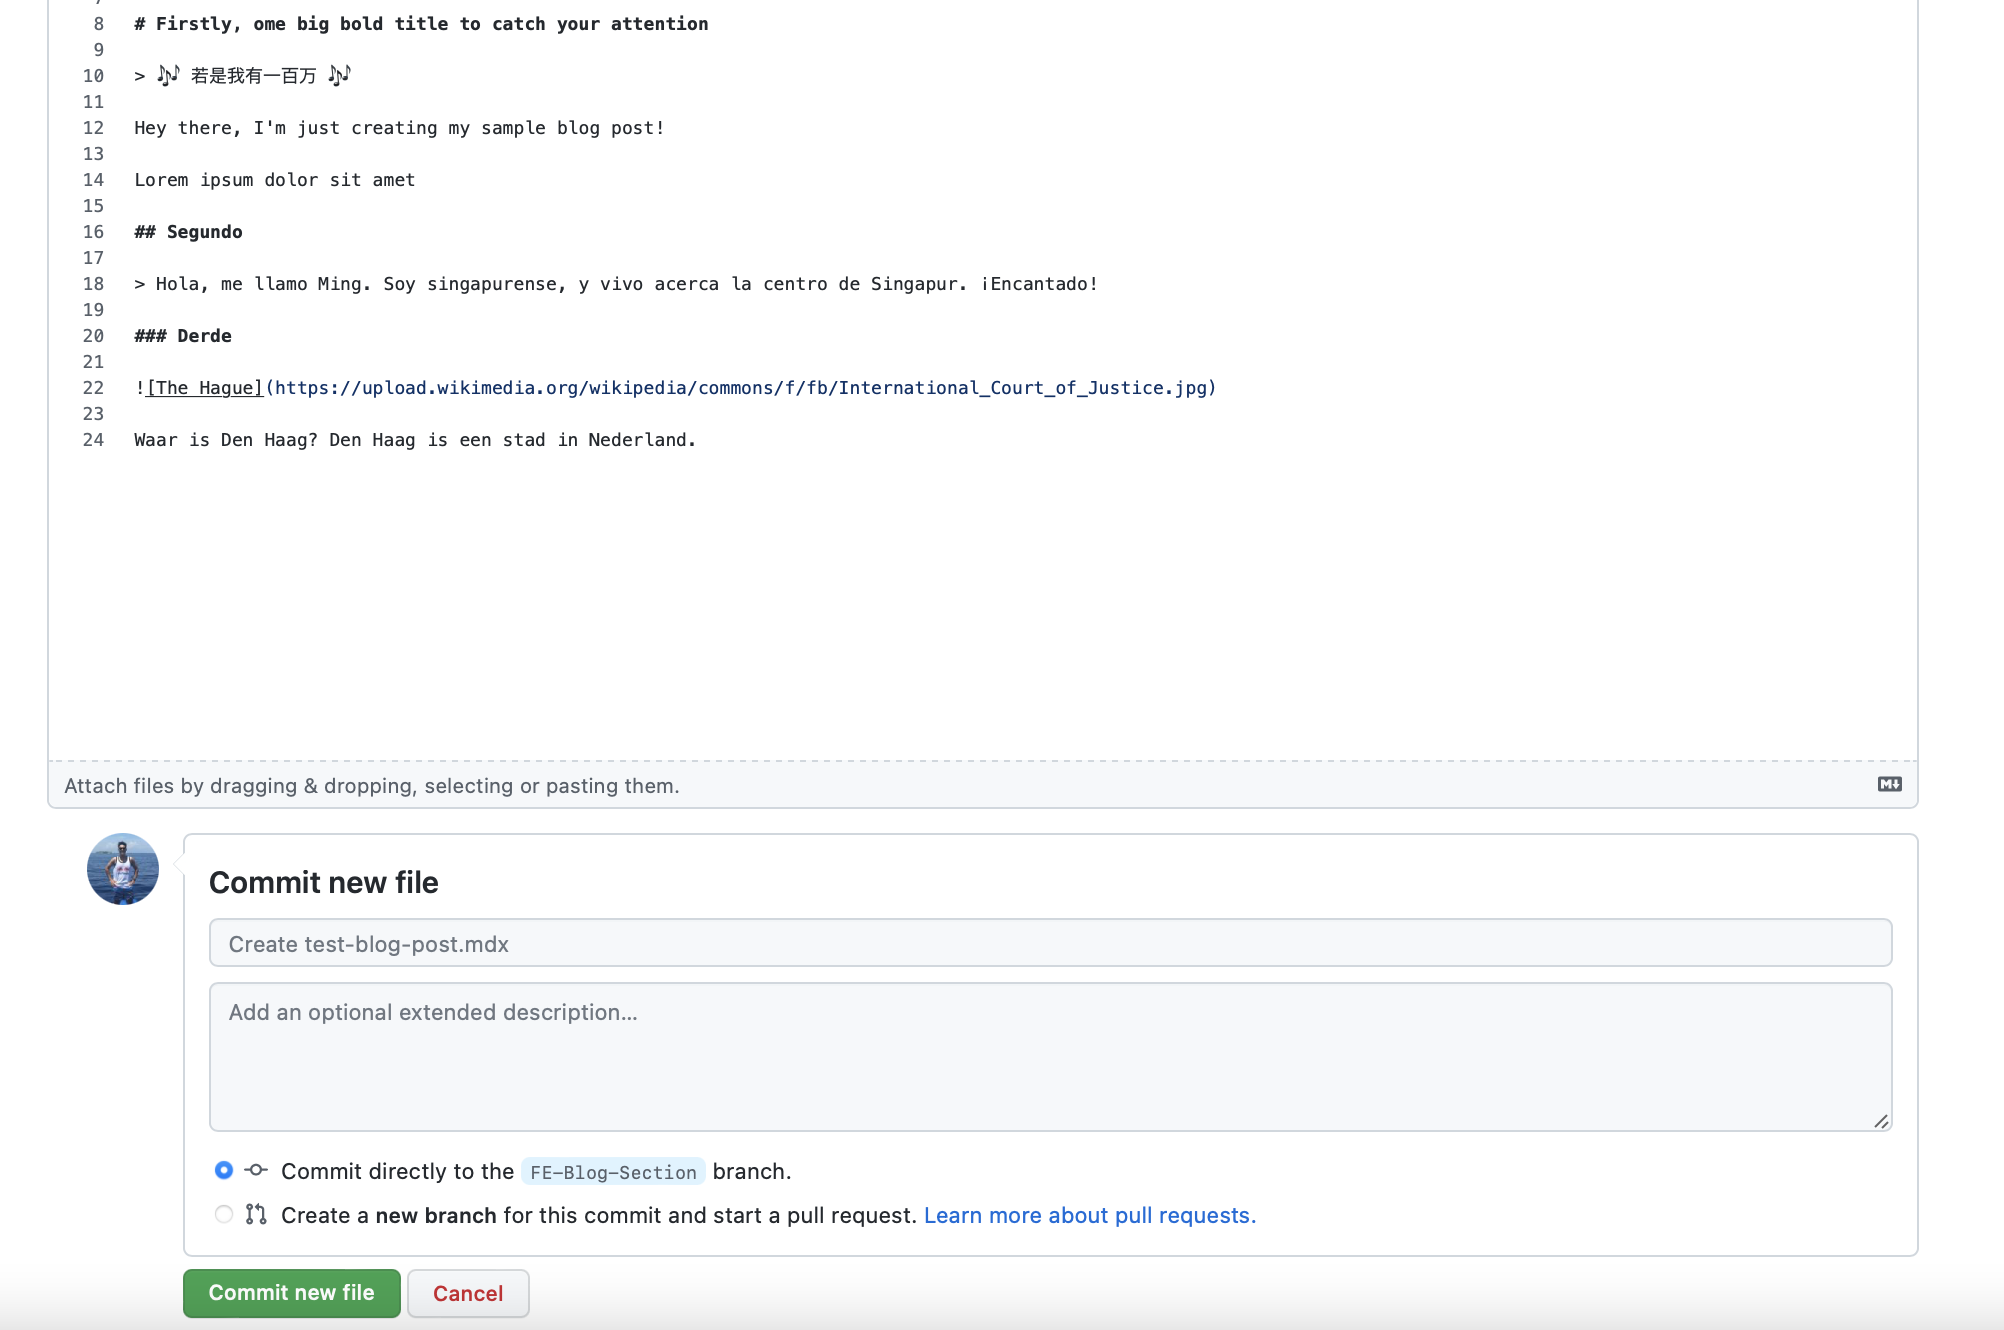 8 # Firstly, ome big bold title to catch your attention
9
10 > 🎶 若是我有一百万 🎶
11
12 Hey there, I'm just creating my sample blog post!
13
14 Lorem ipsum dolor sit amet
15
16 ## Segundo
17
18 > Hola, me llamo Ming. Soy singapurense, y vivo acerca la centro de Singapur. ¡Encantado!
19
20 ### Derde
21
22 ![The Hague](https://upload.wikimedia.org/wikipedia/commons/f/fb/International_Court_of_Justice.jpg)
23
24 Waar is Den Haag? Den Haag is een stad in Nederland.
Attach files by dragging & dropping, selecting or pasting them.
M↓
Commit new file
Create test-blog-post.mdx
Add an optional extended description...
Commit directly to the FE-Blog-Section branch.
Create a new branch for this commit and start a pull request. Learn more about pull requests.
Commit new file Cancel